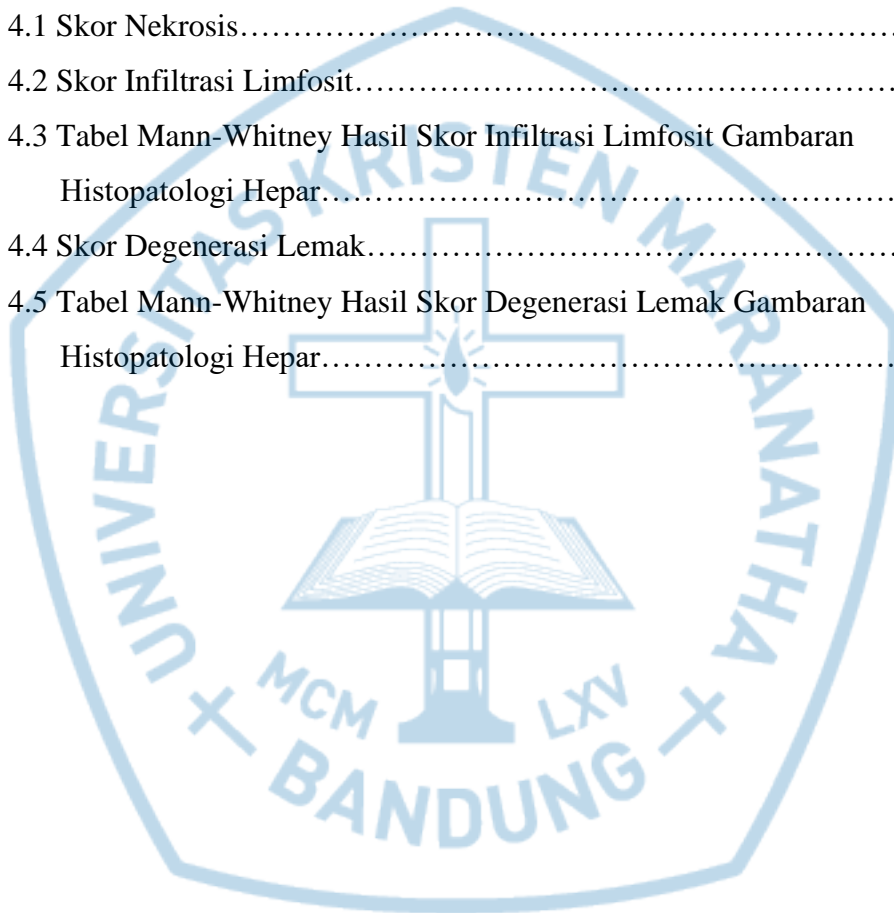 4.1 Skor Nekrosis……………………………………………………………
4.2 Skor Infiltrasi Limfosit…………………………………………………
4.3 Tabel Mann-Whitney Hasil Skor Infiltrasi Limfosit Gambaran
Histopatologi Hepar……………………………………………………
4.4 Skor Degenerasi Lemak…………………………………………………
4.5 Tabel Mann-Whitney Hasil Skor Degenerasi Lemak Gambaran
Histopatologi Hepar……………………………………………………
UNIVERSITAS KRISTEN MARANATHA
MCM LXV
BANDUNG